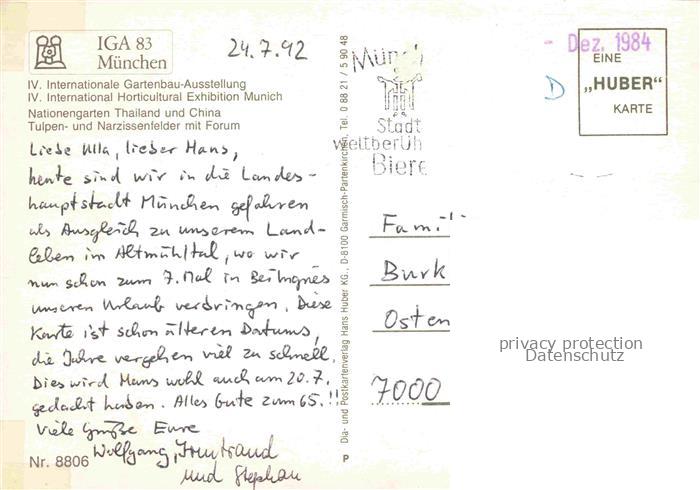 IGA 83
München
24.7.92
IV. Internationale Gartenbau-Ausstellung
IV. International Horticultural Exhibition Munich
Nationengarten Thailand und China
Tulpen- und Narzissenfelder mit Forum
Liebe Ulla, lieber Hans,
heute sind wir in die Landes-
hauptstadt München gefahren
als Ausgleich zu unserem Land-
leben im Altmühltal, wo wir
nun schon zum 7. Mal in Beilngries
unseren Urlaub verbringen. Diese
Karte ist schon älteren Datums,
die Jahre vergehen viel zu schnell.
Dies wird Hans wohl auch am 20.7.
gedacht haben. Alles Gute zum 65.!!
Viele Grüße Eure
Wolfgang, Irmtraud
und Stephan
Nr. 8806
Dia- und Postkartenverlag Hans Huber KG., D-8100 Garmisch-Partenkirchen, Tel. 0 88 21 / 5 90 48
P
Münch
Stadt
weltberüh
Biere
- Dez. 1984
D
EINE
„HUBER"
KARTE
Famil
Burk
Osten
7000
privacy protection
Datenschutz